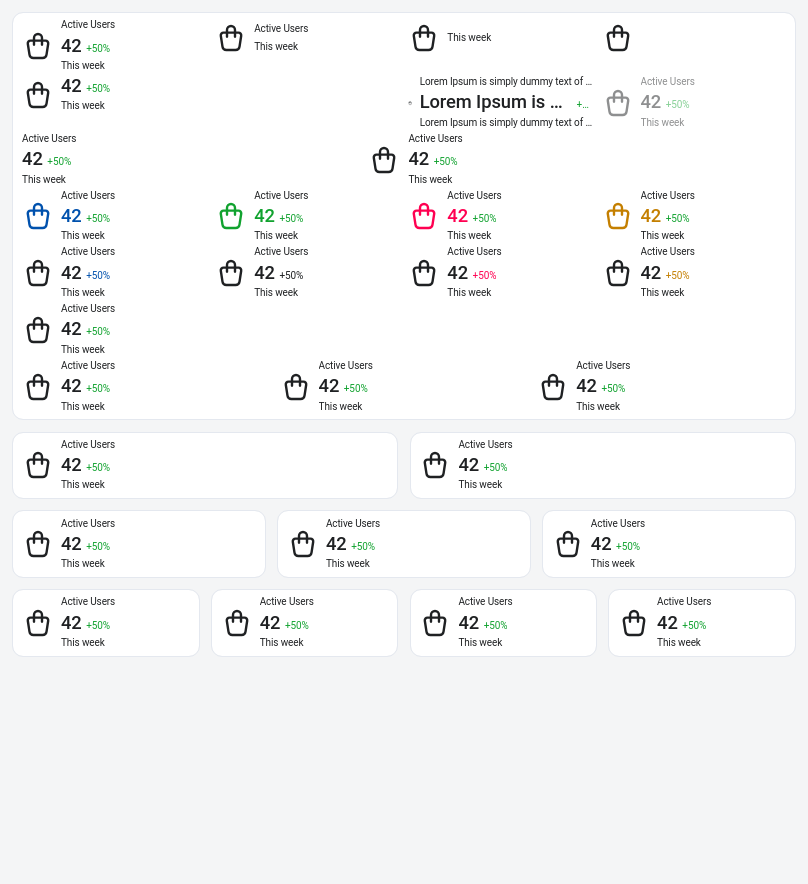 Active Users
42 +50%
This week
Active Users
This week
This week
42 +50%
This week
Lorem Ipsum is simply dummy text of ...
Lorem Ipsum is ... +...
Lorem Ipsum is simply dummy text of ...
Active Users
42 +50%
This week
Active Users
42 +50%
This week
Active Users
42 +50%
This week
Active Users
42 +50%
This week
Active Users
42 +50%
This week
Active Users
42 +50%
This week
Active Users
42 +50%
This week
Active Users
42 +50%
This week
Active Users
42 +50%
This week
Active Users
42 +50%
This week
Active Users
42 +50%
This week
Active Users
42 +50%
This week
Active Users
42 +50%
This week
Active Users
42 +50%
This week
Active Users
42 +50%
This week
Active Users
42 +50%
This week
Active Users
42 +50%
This week
Active Users
42 +50%
This week
Active Users
42 +50%
This week
Active Users
42 +50%
This week
Active Users
42 +50%
This week
Active Users
42 +50%
This week
Active Users
42 +50%
This week
Active Users
42 +50%
This week